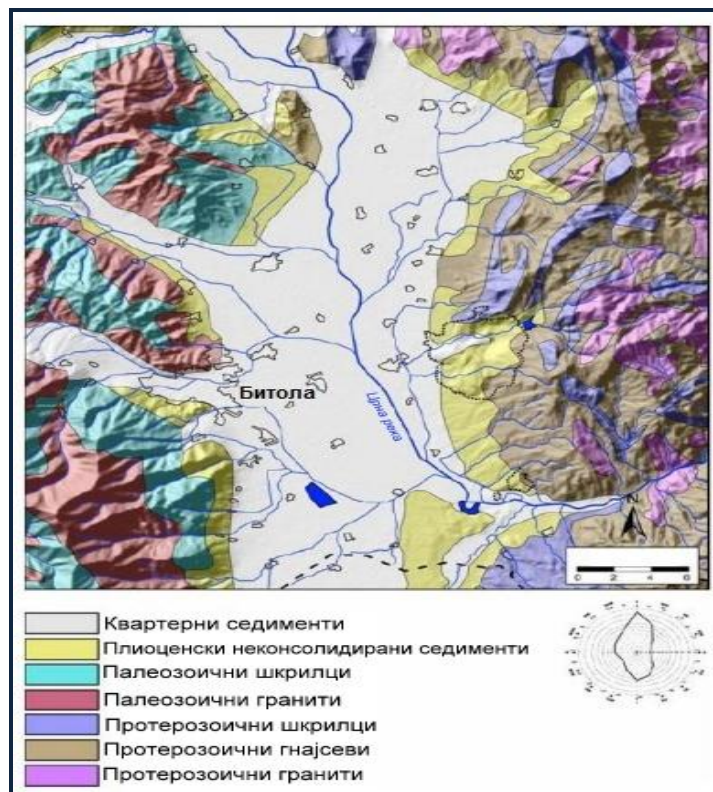 Битола
Црна река
N
0 2 4 6
Квартерни седименти
Плиоценски неконсолидирани седименти
Палеозоични шкрилци
Палеозоични гранити
Протерозоични шкрилци
Протерозоични гнајсеви
Протерозоични гранити